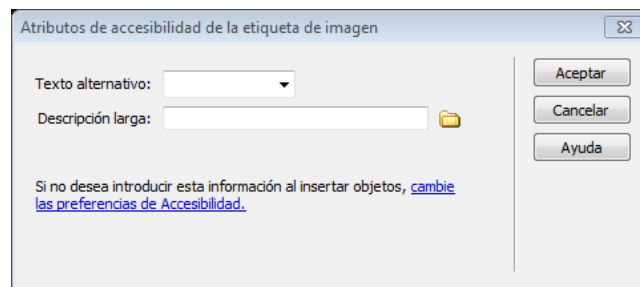 Atributos de accesibilidad de la etiqueta de imagen
Texto alternativo:
Descripción larga:
Si no desea introducir esta información al insertar objetos, cambie
las preferencias de Accesibilidad.
Aceptar
Cancelar
Ayuda